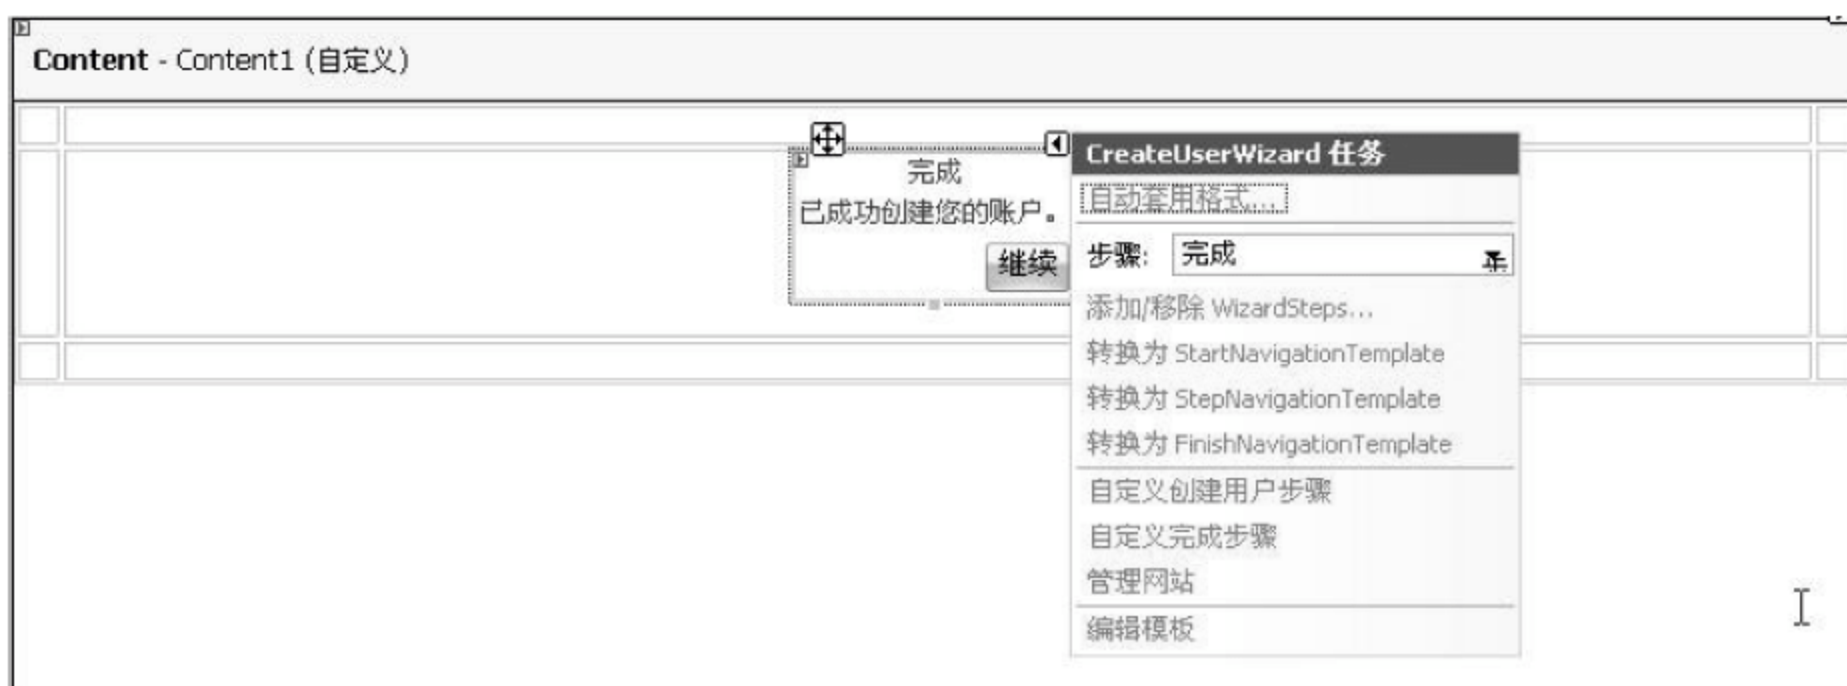 Content - Content1 (自定义)
完成
已成功创建您的账户。
继续
CreateUserWizard 任务
自动套用格式...
步骤: 完成
添加/移除 WizardSteps...
转换为 StartNavigationTemplate
转换为 StepNavigationTemplate
转换为 FinishNavigationTemplate
自定义创建用户步骤
自定义完成步骤
管理网站
编辑模板